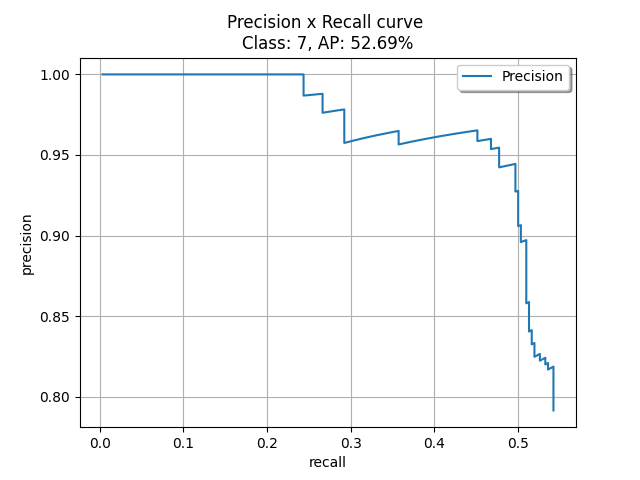 Precision x Recall curve
Class: 7, AP: 52.69%
Precision
1.00
0.95
0.90
0.85
0.80
precision
0.0 0.1 0.2 0.3 0.4 0.5
recall